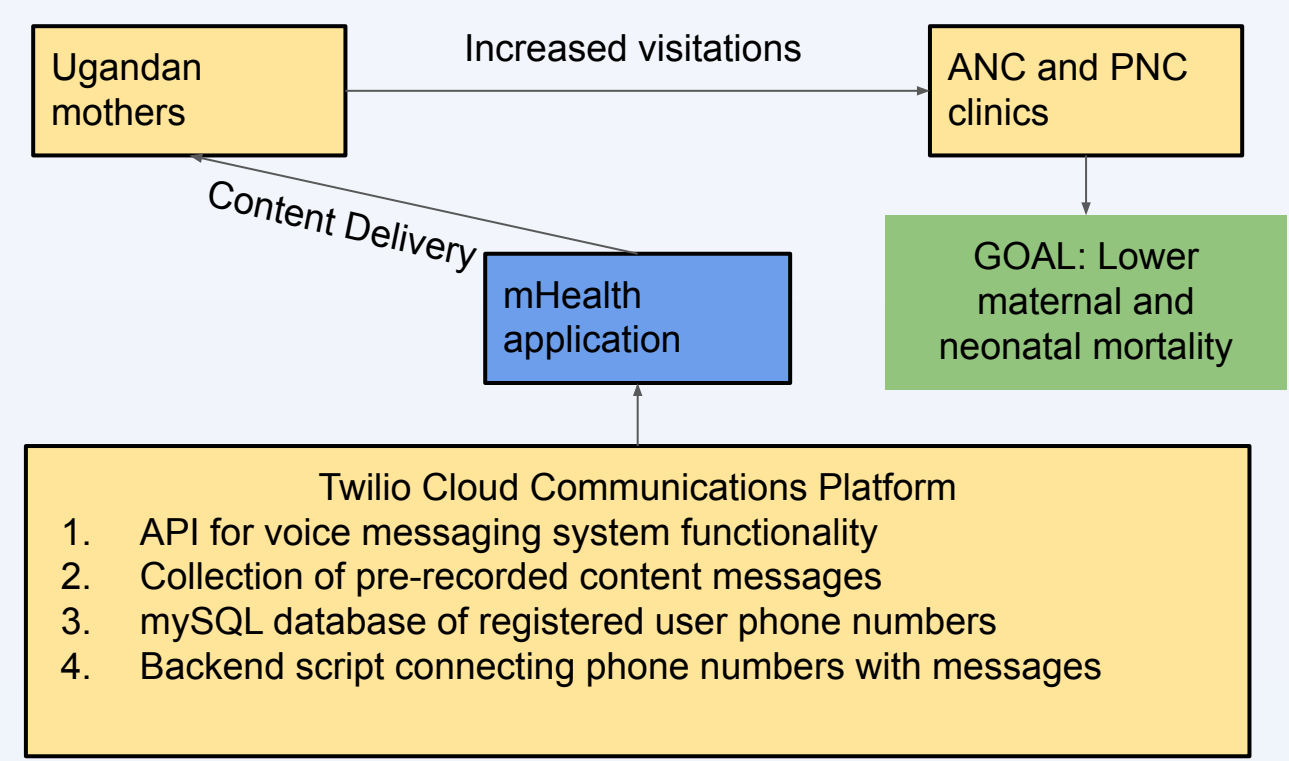 Ugandan
mothers
Increased visitations
ANC and PNC
clinics
Content Delivery
mHealth
application
GOAL: Lower
maternal and
neonatal mortality
Twilio Cloud Communications Platform
1. API for voice messaging system functionality
2. Collection of pre-recorded content messages
3. mySQL database of registered user phone numbers
4. Backend script connecting phone numbers with messages